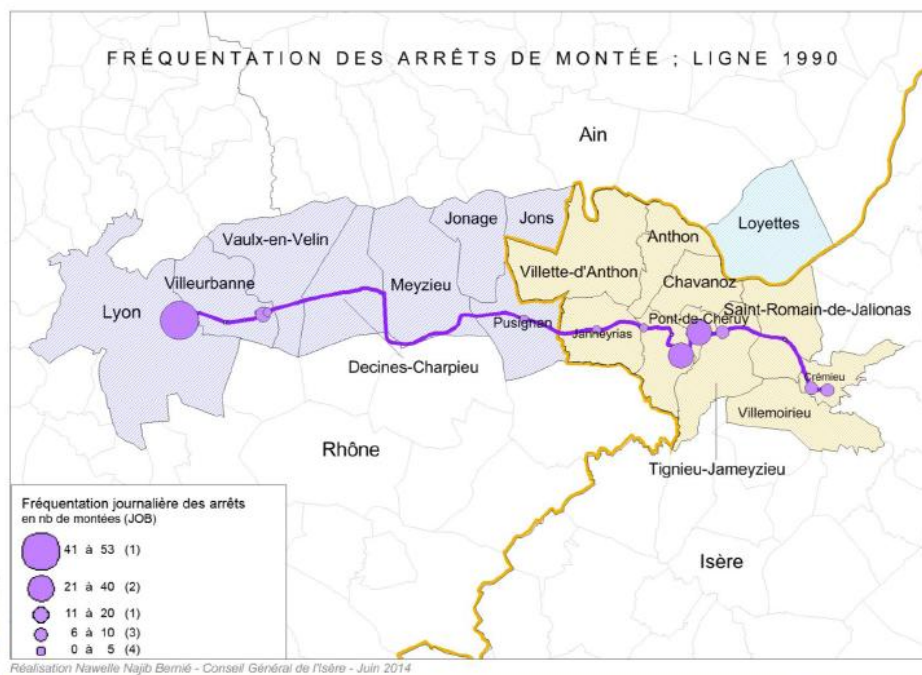 FRÉQUENTATION DES ARRÊTS DE MONTÉE ; LIGNE 1990
Ain
Jonage
Jons
Loyettes
Vaulx-en-Velin
Anthon
Villette-d'Anthon
Villeurbanne
Meyzieu
Chavanoz
Lyon
Saint-Romain-de-Jalionas
Pusignan
Pont-de-Chéruy
Janneyrias
Decines-Charpieu
Crémieu
Villemoirieu
Rhône
Tignieu-Jameyzieu
Isère
Fréquentation journalière des arrêts
en nb de montées (JOB)
41 à 53 (1)
21 à 40 (2)
11 à 20 (1)
6 à 10 (3)
0 à 5 (4)
Réalisation Nawelle Najib Bernié - Conseil Général de l'Isère - Juin 2014